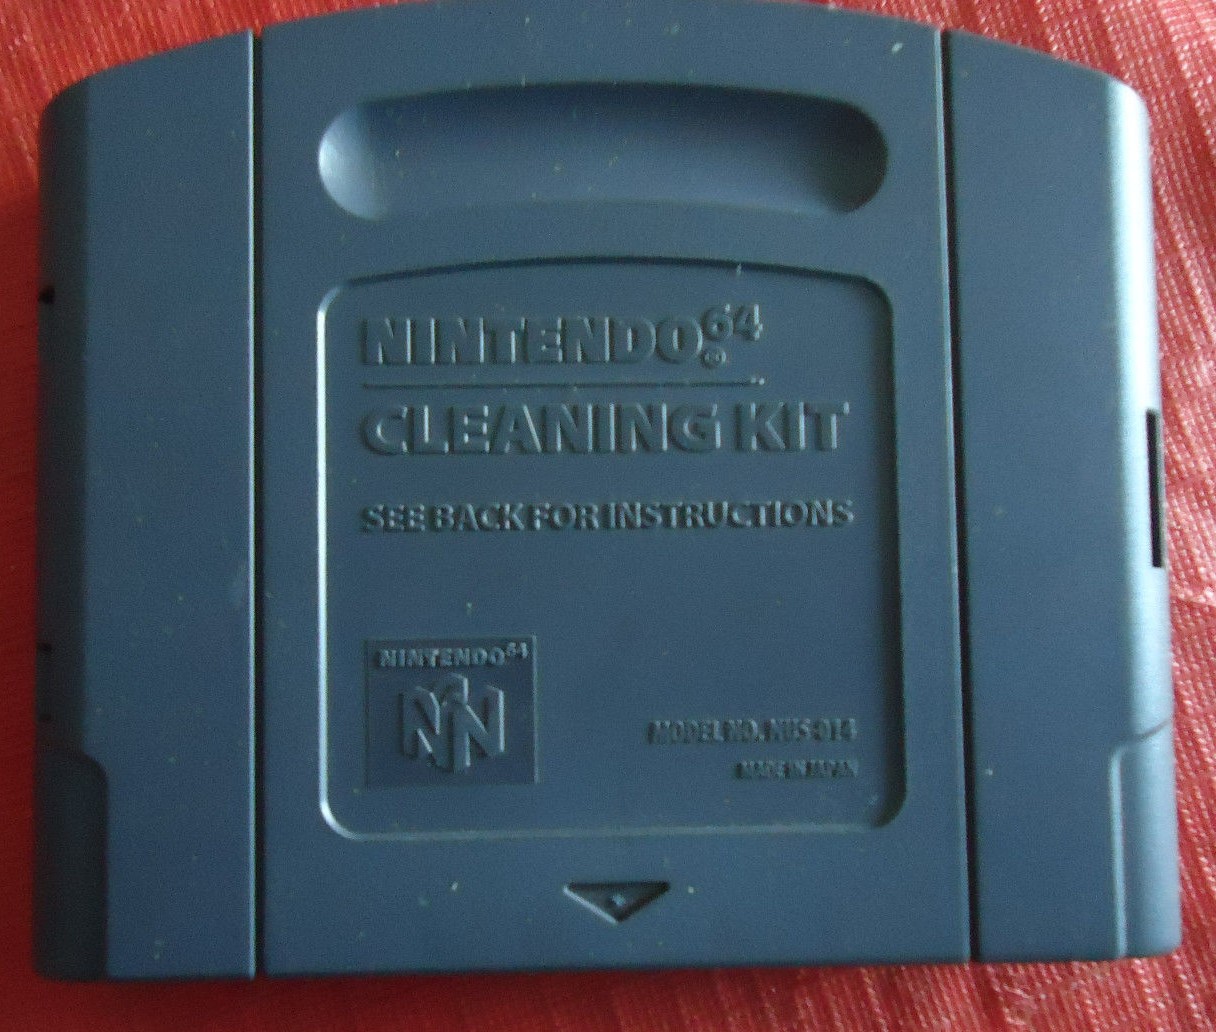 NINTENDO64®
CLEANING KIT
SEE BACK FOR INSTRUCTIONS
NINTENDO64
MODEL NO. NUS-014
MADE IN JAPAN